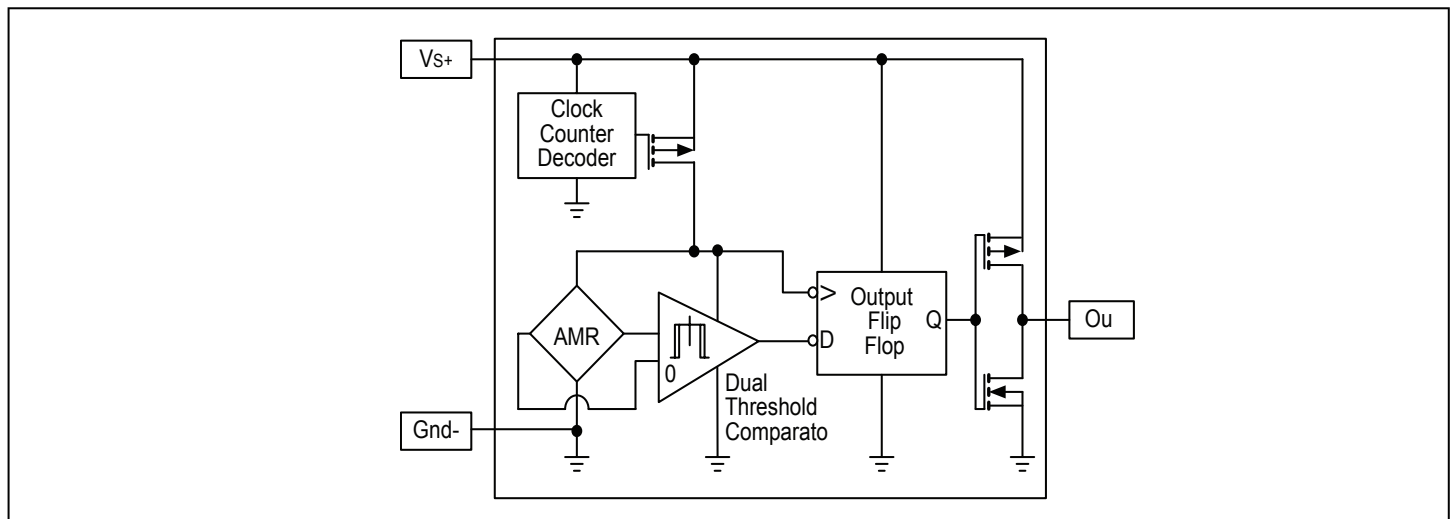 Vs+
Clock
Counter
Decoder
AMR
0
Dual
Threshold
Comparato
>
D
Output
Flip
Flop
Q
Ou
Gnd-